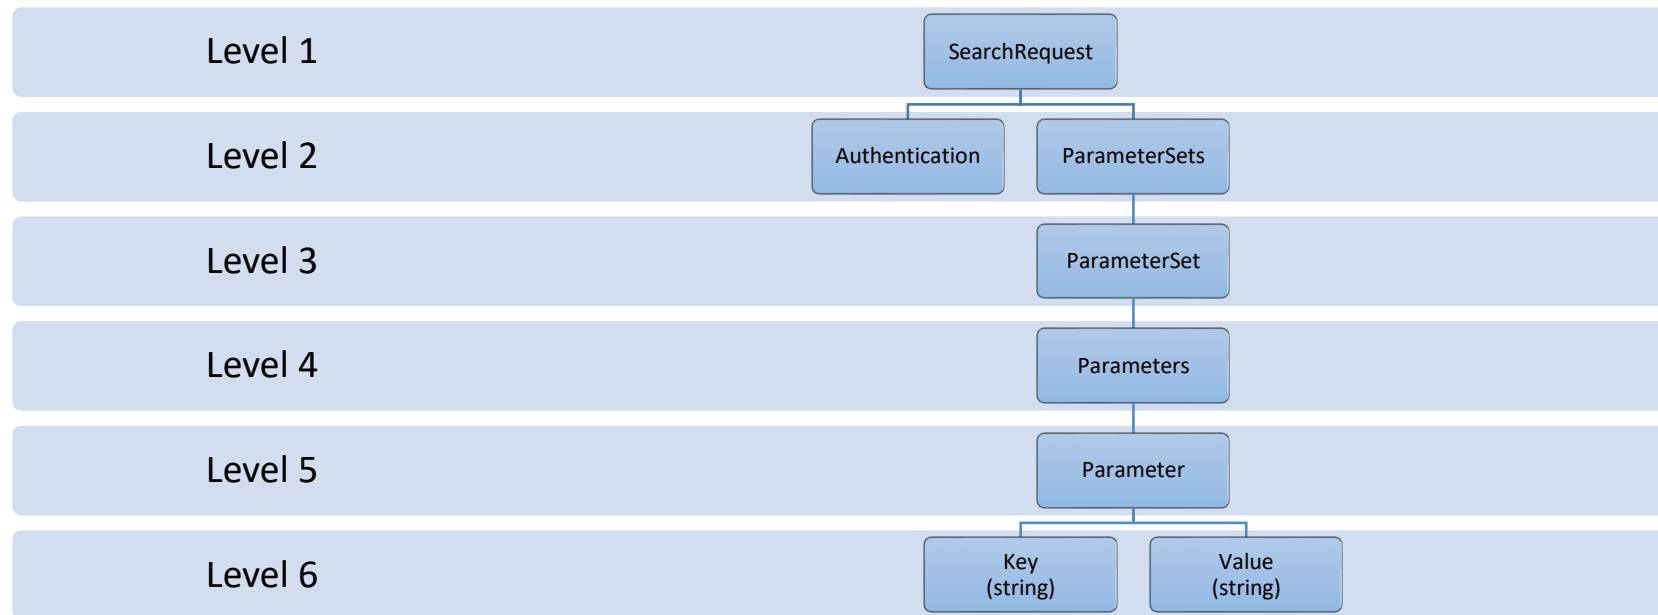 Level 1
SearchRequest
Level 2
Authentication
ParameterSets
Level 3
ParameterSet
Level 4
Parameters
Level 5
Parameter
Level 6
Key
(string)
Value
(string)